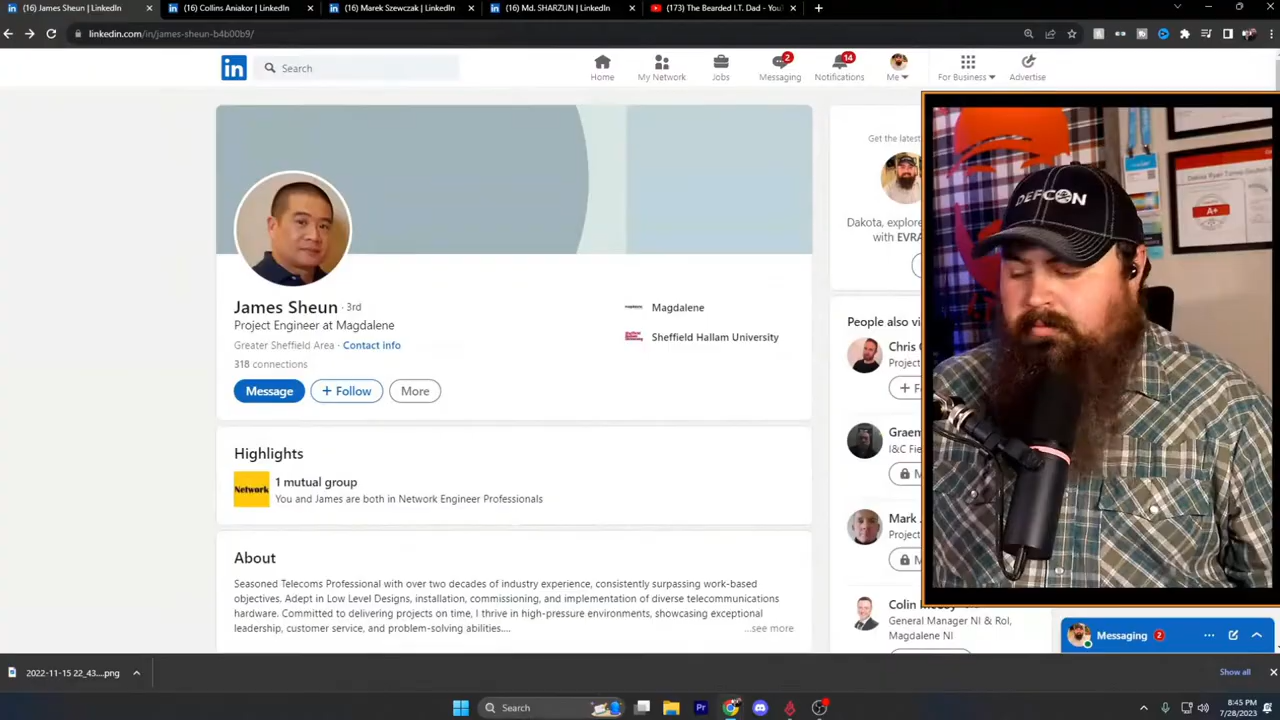 (16) James Sheun | LinkedIn
(16) Collins Aniakor | LinkedIn
(16) Marek Szewczak | LinkedIn
(16) Md. SHARZUN | LinkedIn
(173) The Bearded I.T. Dad - You
linkedin.com/in/james-sheun-b4b00b9/
in
Search
Home
My Network
Jobs
2
Messaging
14
Notifications
Me
For Business
Advertise
James Sheun · 3rd
Project Engineer at Magdalene
Greater Sheffield Area · Contact info
318 connections
Message
+ Follow
More
Magdalene
Sheffield Hallam University
Highlights
Network
1 mutual group
You and James are both in Network Engineer Professionals
About
Seasoned Telecoms Professional with over two decades of industry experience, consistently surpassing work-based
objectives. Adept in Low Level Designs, installation, commissioning, and implementation of diverse telecommunications
hardware. Committed to delivering projects on time, I thrive in high-pressure environments, showcasing exceptional
leadership, customer service, and problem-solving abilities....
...see more
Get the latest
Dakota, explore
with EVRA
People also vi
Chris
Projec
+ F
Graem
I&C Fie
M
Mark
Projec
M
Colin
General Manager NI & RoI,
Magdalene NI
DEFCON
A+
Messaging 2
2022-11-15 22_43....png
Show all
Search
Pr
8:45 PM
7/28/2023